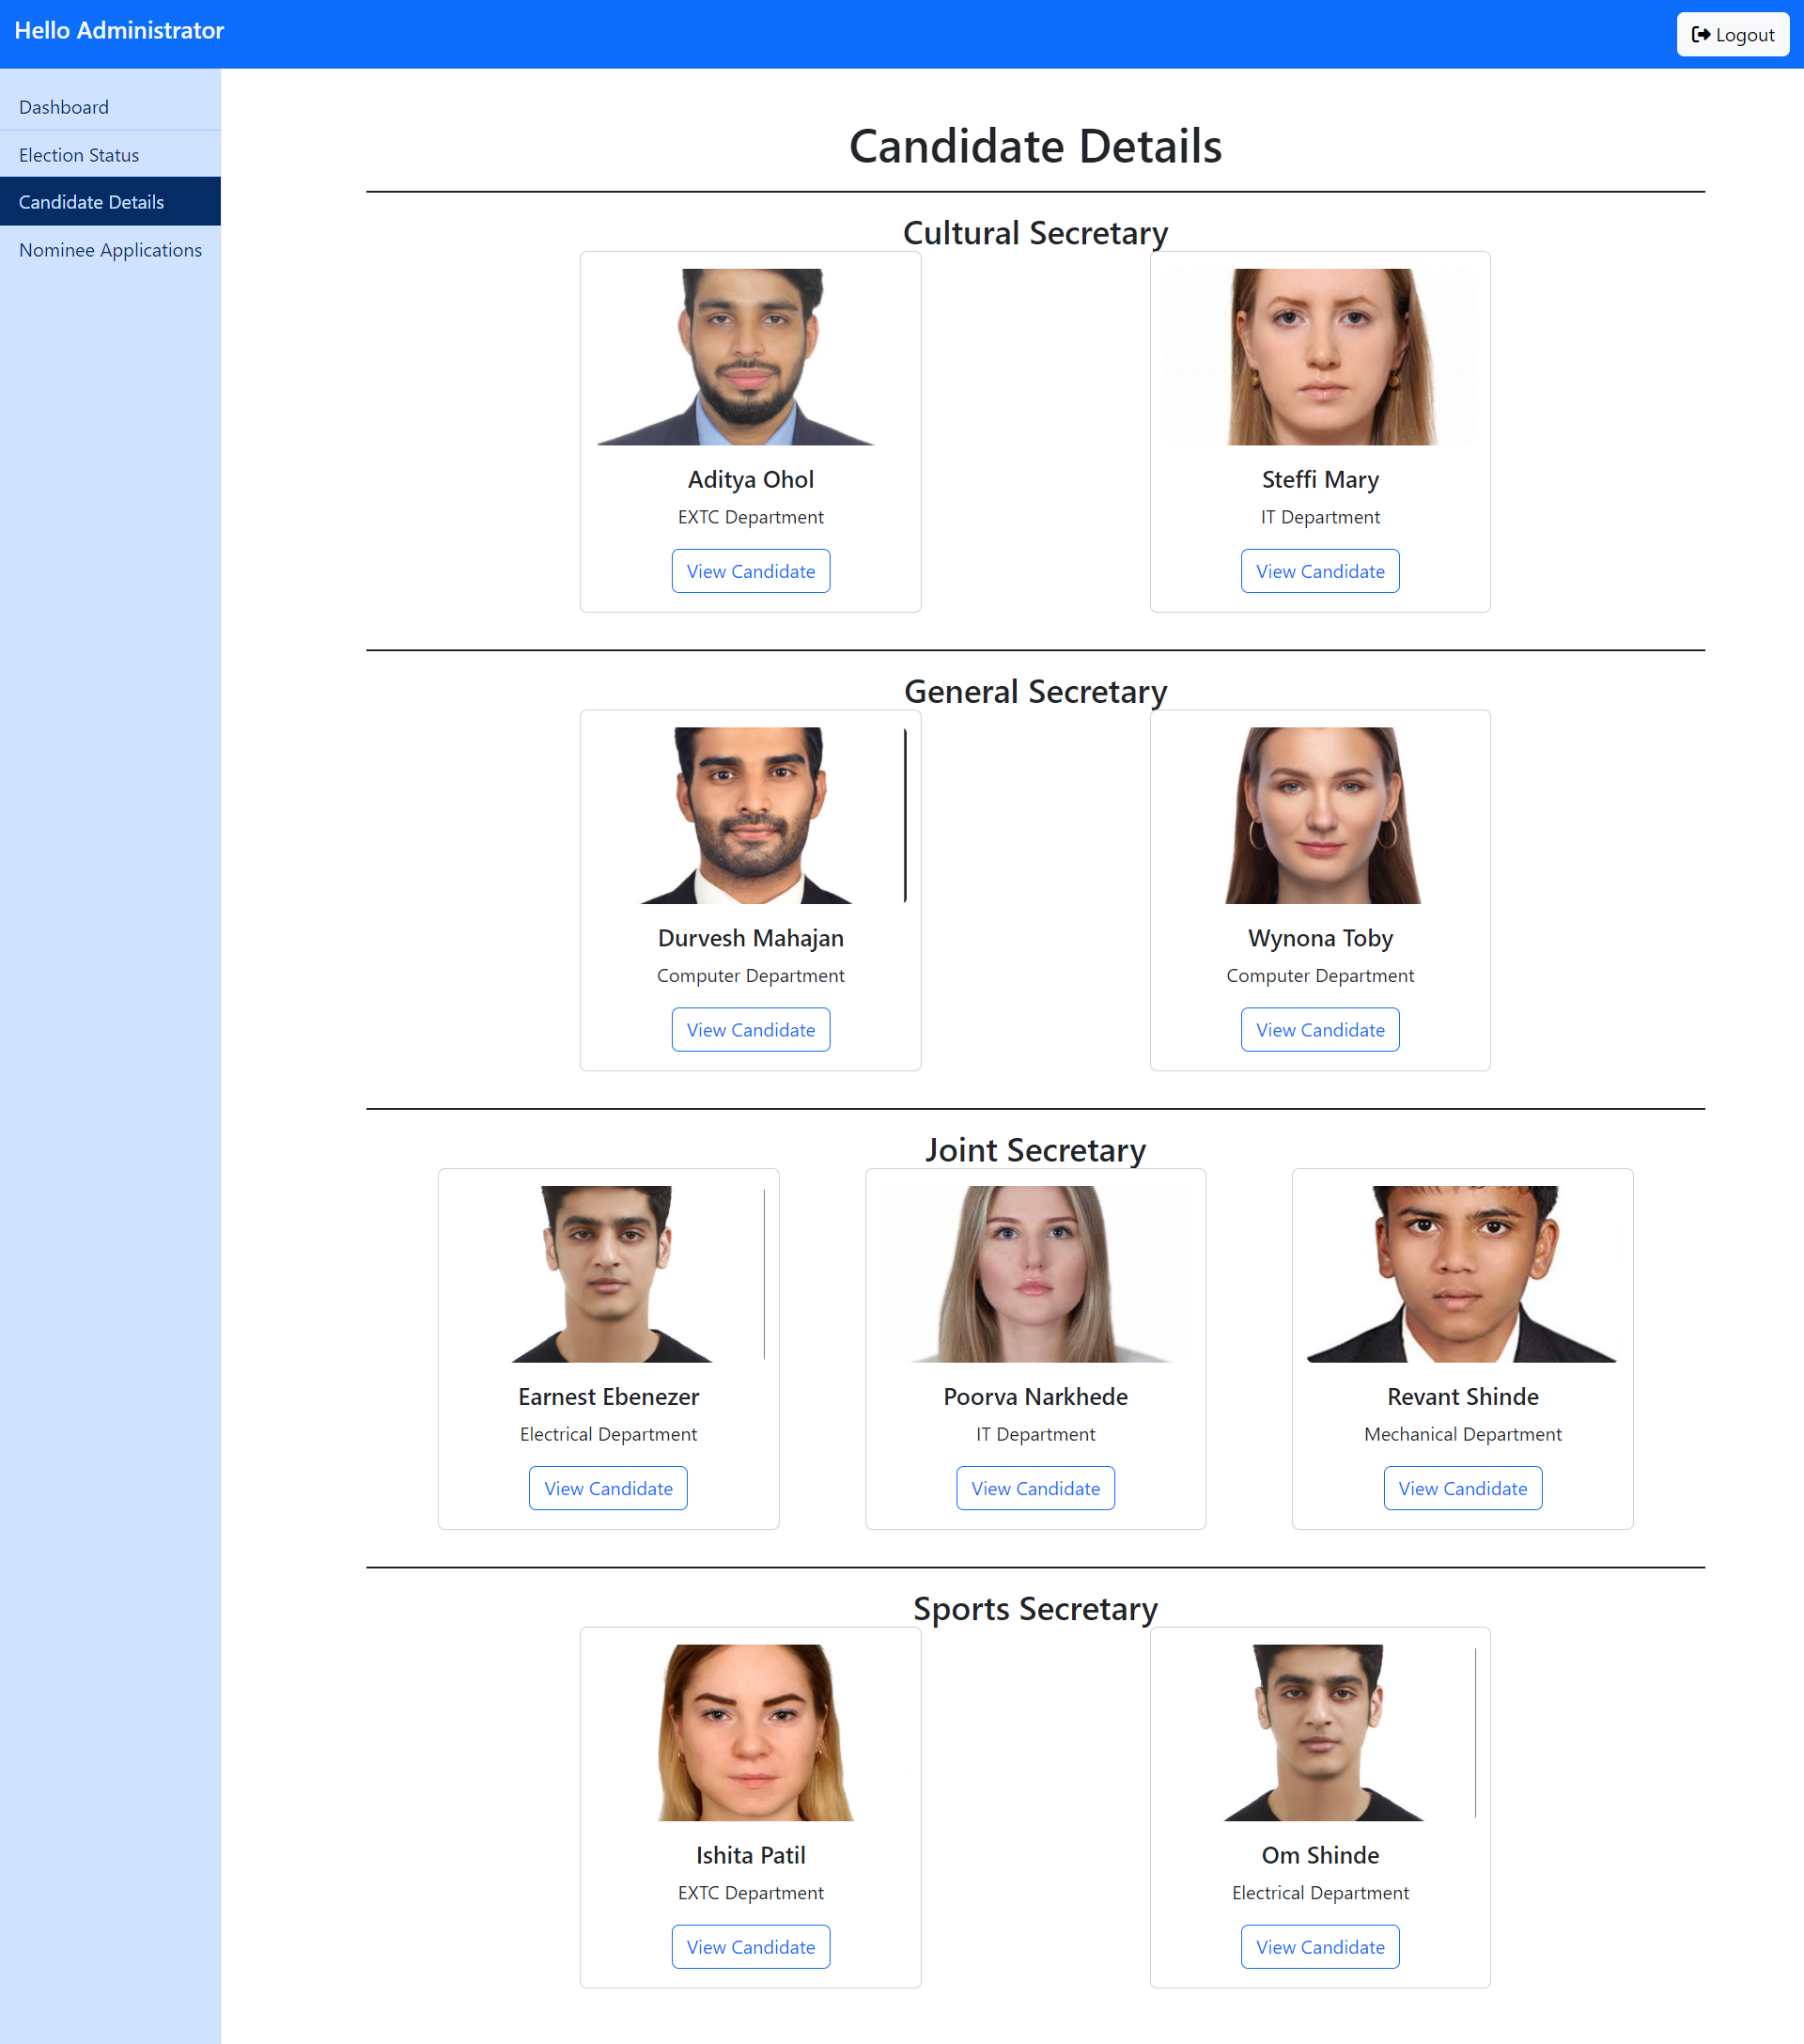 Hello Administrator
Logout
Dashboard
Election Status
Candidate Details
Nominee Applications
Candidate Details
Cultural Secretary
Aditya Ohol
EXTC Department
View Candidate
Steffi Mary
IT Department
View Candidate
General Secretary
Durvesh Mahajan
Computer Department
View Candidate
Wynona Toby
Computer Department
View Candidate
Joint Secretary
Earnest Ebenezer
Electrical Department
View Candidate
Poorva Narkhede
IT Department
View Candidate
Revant Shinde
Mechanical Department
View Candidate
Sports Secretary
Ishita Patil
EXTC Department
View Candidate
Om Shinde
Electrical Department
View Candidate